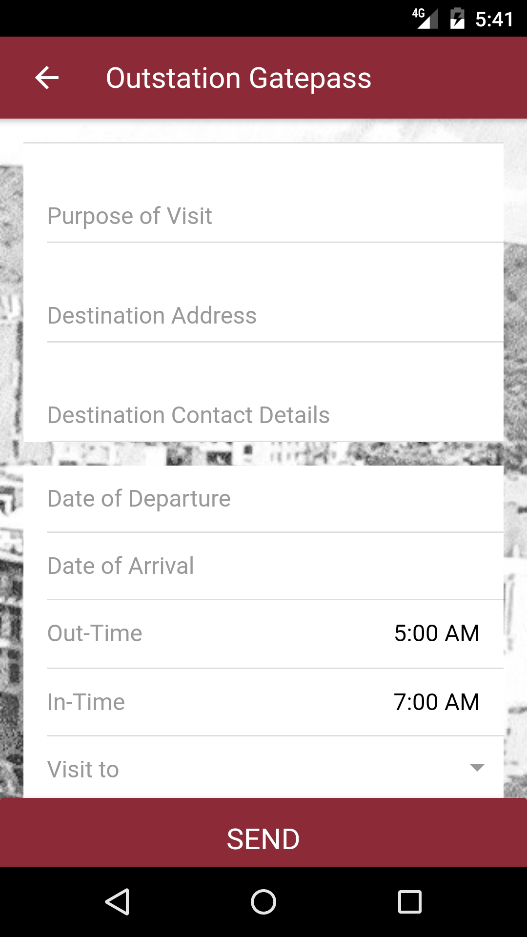 4G 5:41
Outstation Gatepass
Purpose of Visit
Destination Address
Destination Contact Details
Date of Departure
Date of Arrival
Out-Time 5:00 AM
In-Time 7:00 AM
Visit to
SEND